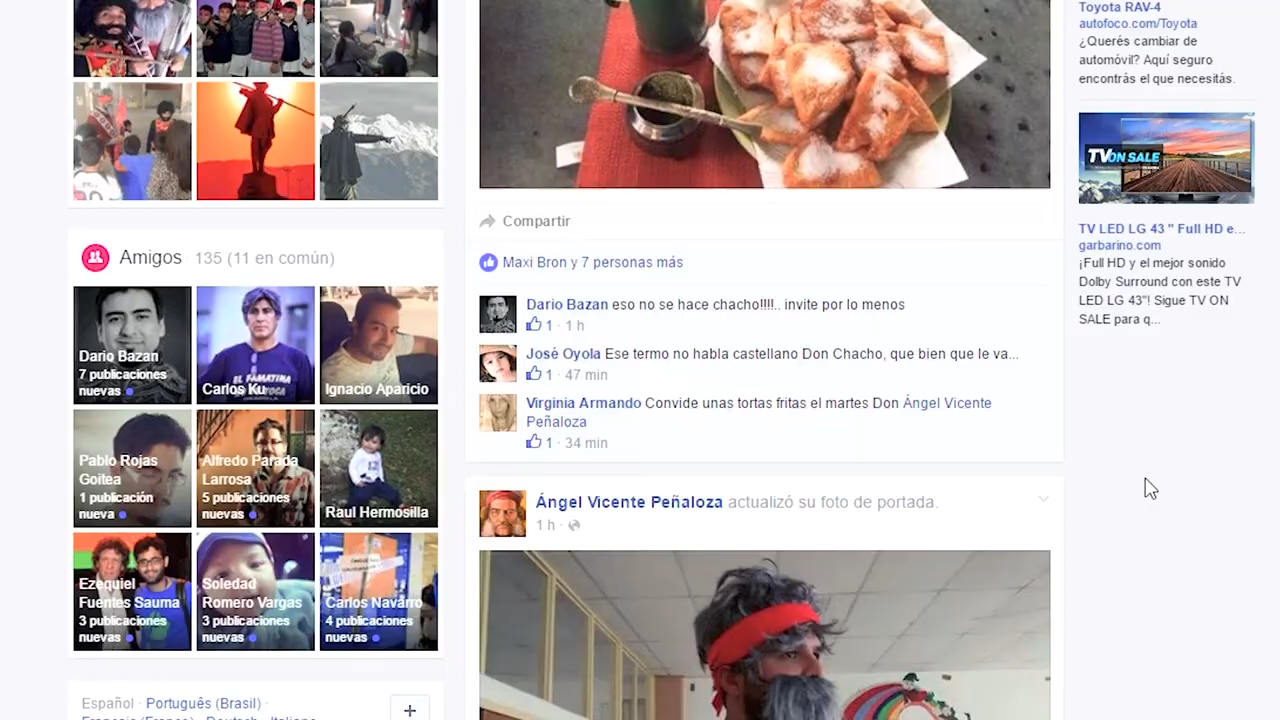 Amigos 135 (11 en común)
Dario Bazan
7 publicaciones
nuevas
Carlos Ku
EL FAMATINA
Ignacio Aparicio
Pablo Rojas
Goitea
1 publicación
nueva
Alfredo Parada
Larrosa
5 publicaciones
nuevas
Raul Hermosilla
Ezequiel
Fuentes Sauma
3 publicaciones
nuevas
Soledad
Romero Vargas
3 publicaciones
nuevas
Carlos Navarro
4 publicaciones
nuevas
Español · Português (Brasil) ·
Français (France) · Deutsch · Italiano
+
Compartir
Maxi Bron y 7 personas más
Dario Bazan eso no se hace chacho!!!!.. invite por lo menos
1 · 1 h
José Oyola Ese termo no habla castellano Don Chacho, que bien que le va...
1 · 47 min
Virginia Armando Convide unas tortas fritas el martes Don Ángel Vicente
Peñaloza
1 · 34 min
Ángel Vicente Peñaloza actualizó su foto de portada.
1 h ·
Toyota RAV-4
autofoco.com/Toyota
¿Querés cambiar de
automóvil? Aquí seguro
encontrás el que necesitás.
TV ON SALE
TV LED LG 43 " Full HD e...
garbarino.com
¡Full HD y el mejor sonido
Dolby Surround con este TV
LED LG 43"! Sigue TV ON
SALE para q...